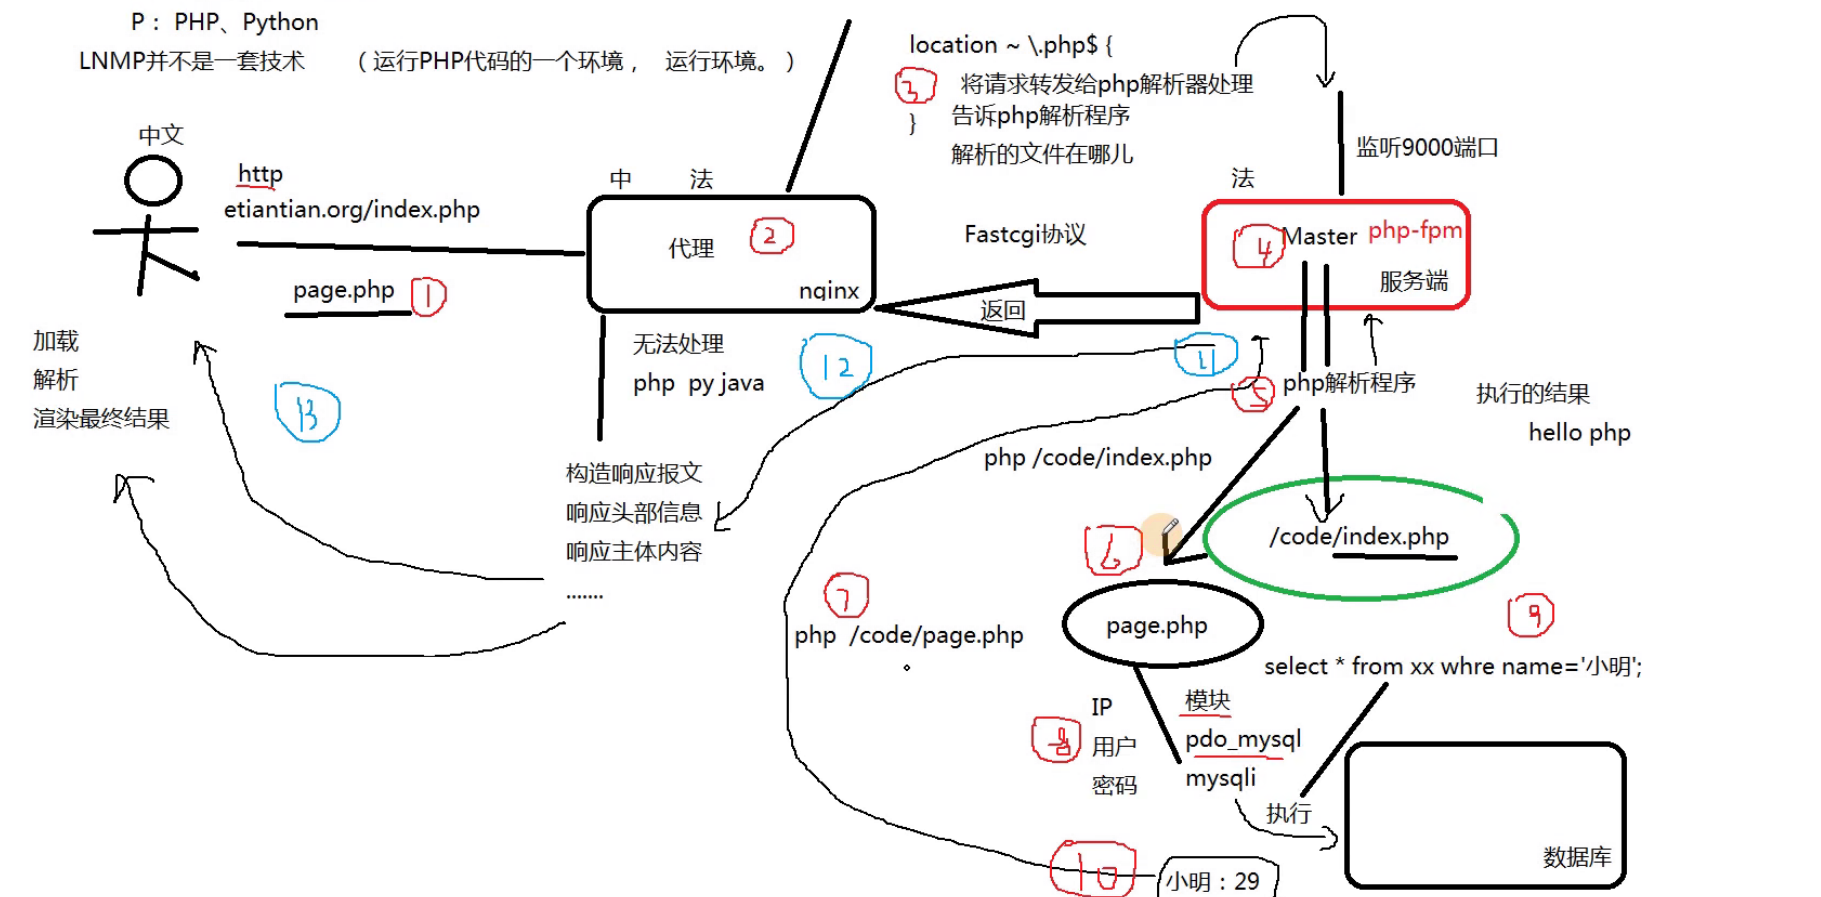 P： PHP、Python
LNMP并不是一套技术 （运行PHP代码的一个环境， 运行环境。）
中文
http
etiantian.org/index.php
page.php
1
加载
解析
渲染最终结果
13
中 法
代理
2
nginx
无法处理
php py java
12
构造响应报文
响应头部信息
响应主体内容
.......
location ~ \.php$ {
3
将请求转发给php解析器处理
}
告诉php解析程序
解析的文件在哪儿
监听9000端口
法
Fastcgi协议
返回
4
Master
php-fpm
服务端
11
5
php解析程序
执行的结果
hello php
php /code/index.php
/code/index.php
6
7
php /code/page.php
page.php
9
select * from xx whre name='小明';
8
IP
用户
密码
模块
pdo_mysql
mysqli
执行
数据库
10
小明：29